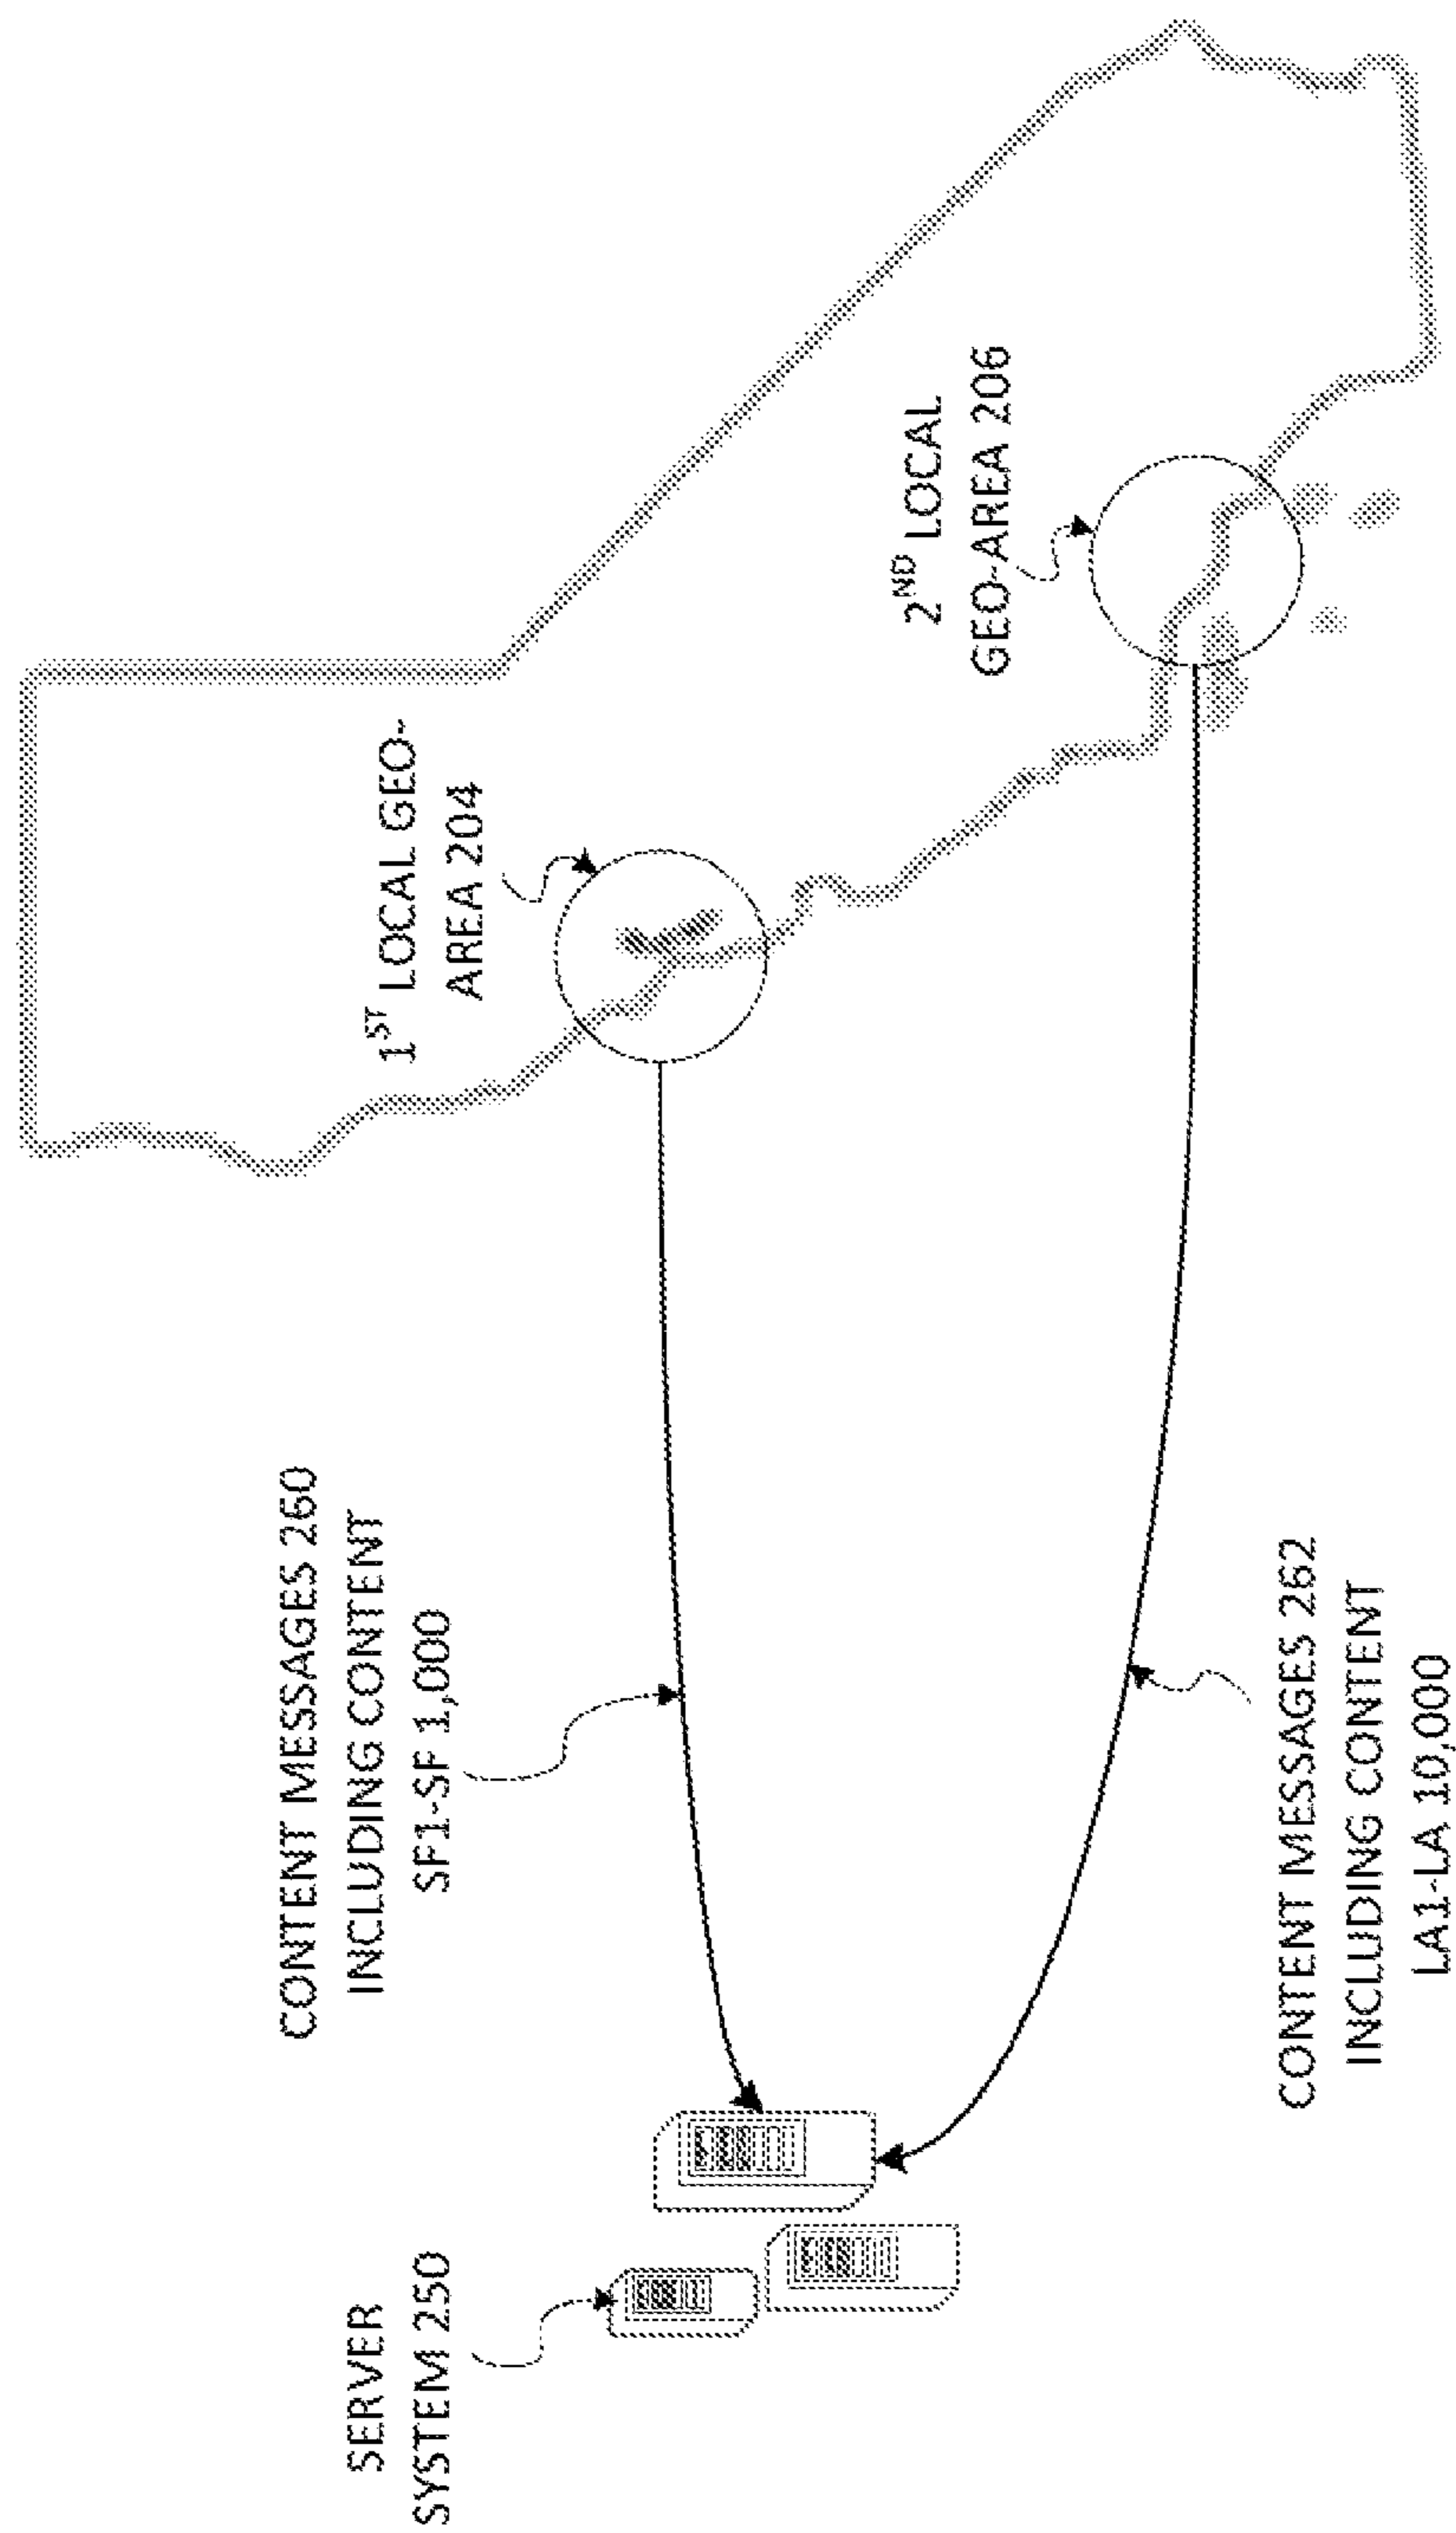 1ST LOCAL GEO-
AREA 204
2ND LOCAL
GEO-AREA 206
CONTENT MESSAGES 260
INCLUDING CONTENT
SF1-SF 1,000
SERVER
SYSTEM 250
CONTENT MESSAGES 262
INCLUDING CONTENT
LA1-LA 10,000